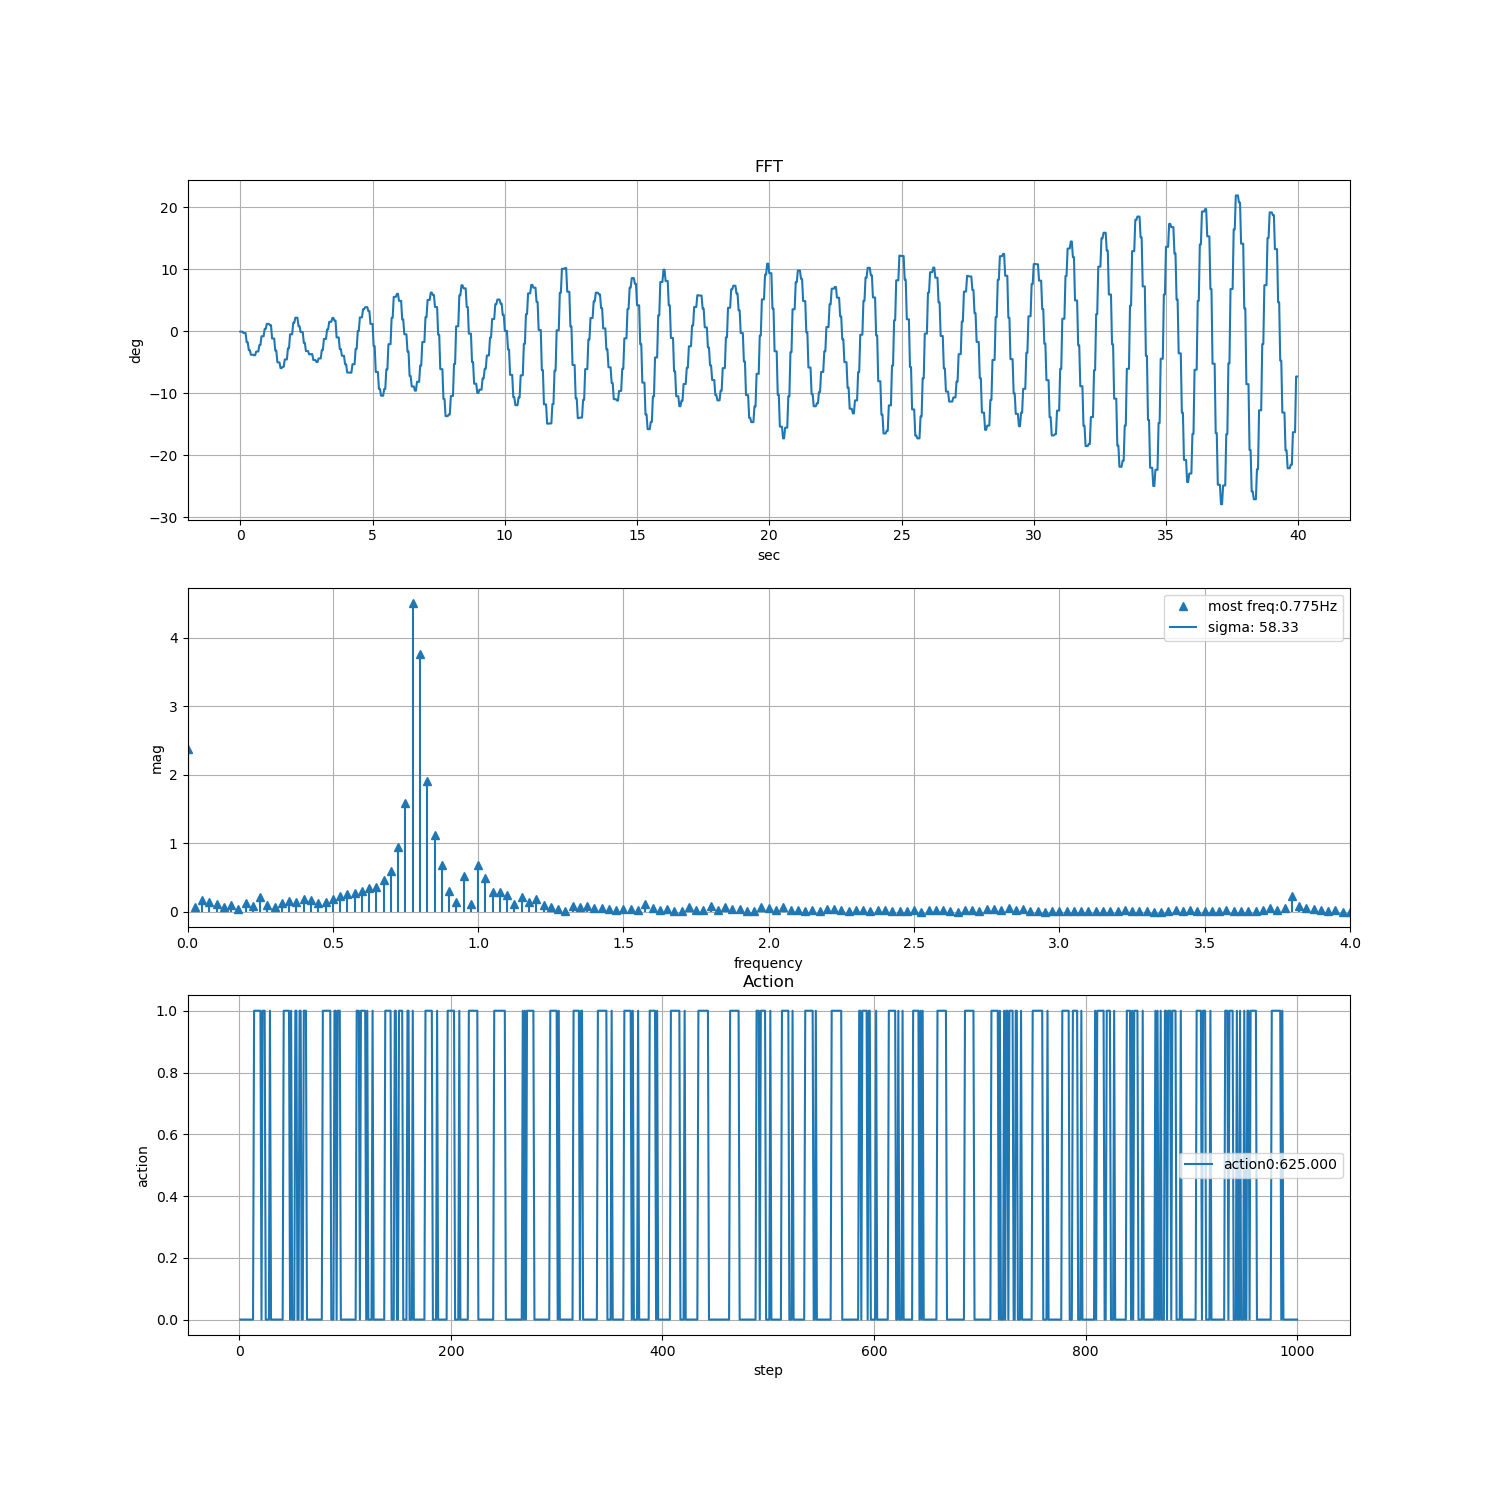 FFT
20
10
0
−10
−20
−30
deg
0 5 10 15 20 25 30 35 40
sec
most freq:0.775Hz
sigma: 58.33
4
3
2
1
0
mag
0.0 0.5 1.0 1.5 2.0 2.5 3.0 3.5 4.0
frequency
Action
1.0
0.8
0.6
0.4
0.2
0.0
action
action0:625.000
0 200 400 600 800 1000
step